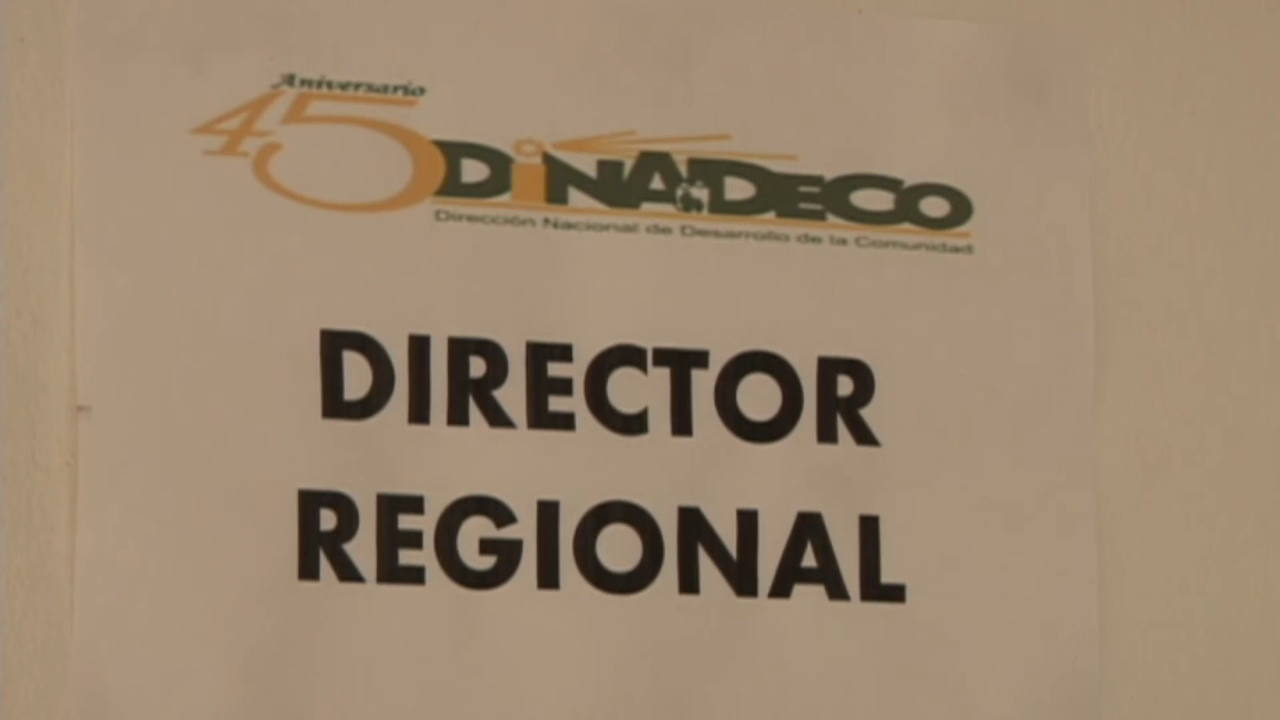 Aniversario
45 DiNADECO
Dirección Nacional de Desarrollo de la Comunidad
DIRECTOR
REGIONAL